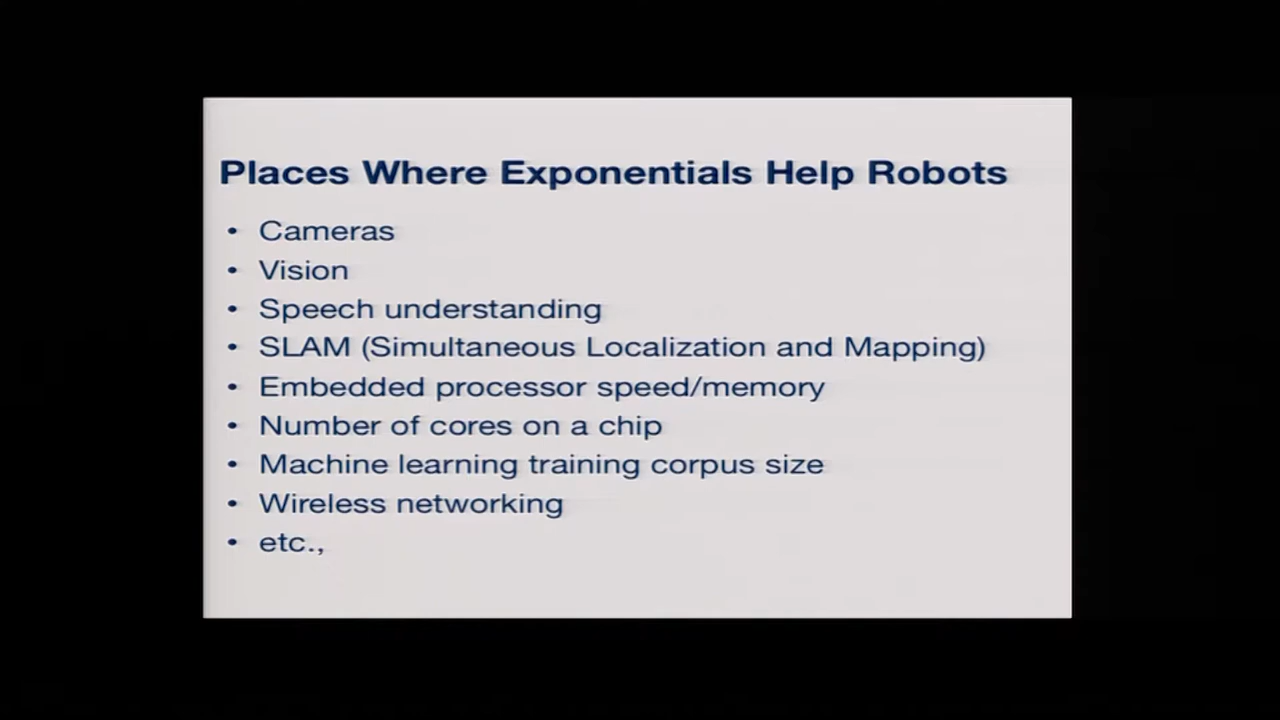 Places Where Exponentials Help Robots
• Cameras
• Vision
• Speech understanding
• SLAM (Simultaneous Localization and Mapping)
• Embedded processor speed/memory
• Number of cores on a chip
• Machine learning training corpus size
• Wireless networking
• etc.,